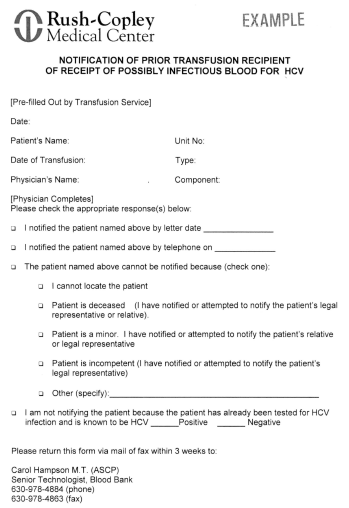 Rush-Copley
Medical Center
EXAMPLE
NOTIFICATION OF PRIOR TRANSFUSION RECIPIENT
OF RECEIPT OF POSSIBLY INFECTIOUS BLOOD FOR HCV
[Pre-filled Out by Transfusion Service]
Date:
Patient's Name: Unit No:
Date of Transfusion: Type:
Physician's Name: Component:
[Physician Completes]
Please check the appropriate response(s) below:
❑ I notified the patient named above by letter date ________________
❑ I notified the patient named above by telephone on ______________
❑ The patient named above cannot be notified because (check one):
❑ I cannot locate the patient
❑ Patient is deceased (I have notified or attempted to notify the patient's legal
representative or relative).
❑ Patient is a minor. I have notified or attempted to notify the patient's relative
or legal representative
❑ Patient is incompetent (I have notified or attempted to notify the patient's
legal representative)
❑ Other (specify):________________________________________________
❑ I am not notifying the patient because the patient has already been tested for HCV
infection and is known to be HCV ______Positive ______ Negative
Please return this form via mail of fax within 3 weeks to:
Carol Hampson M.T. (ASCP)
Senior Technologist, Blood Bank
630-978-4884 (phone)
630-978-4863 (fax)